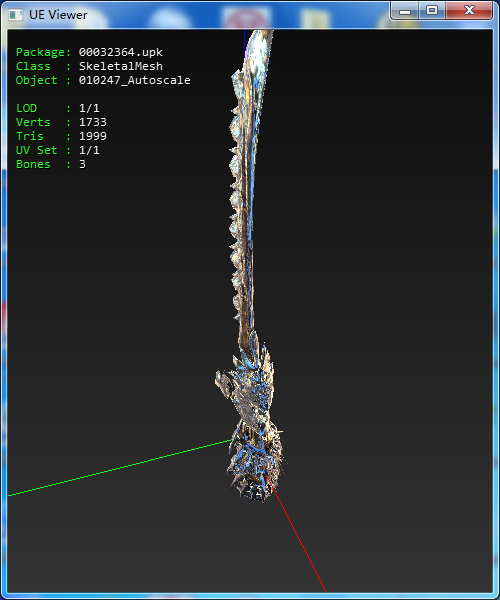 UE Viewer
Package: 00032364.upk
Class : SkeletalMesh
Object : 010247_Autoscale
LOD : 1/1
Verts : 1733
Tris : 1999
UV Set : 1/1
Bones : 3